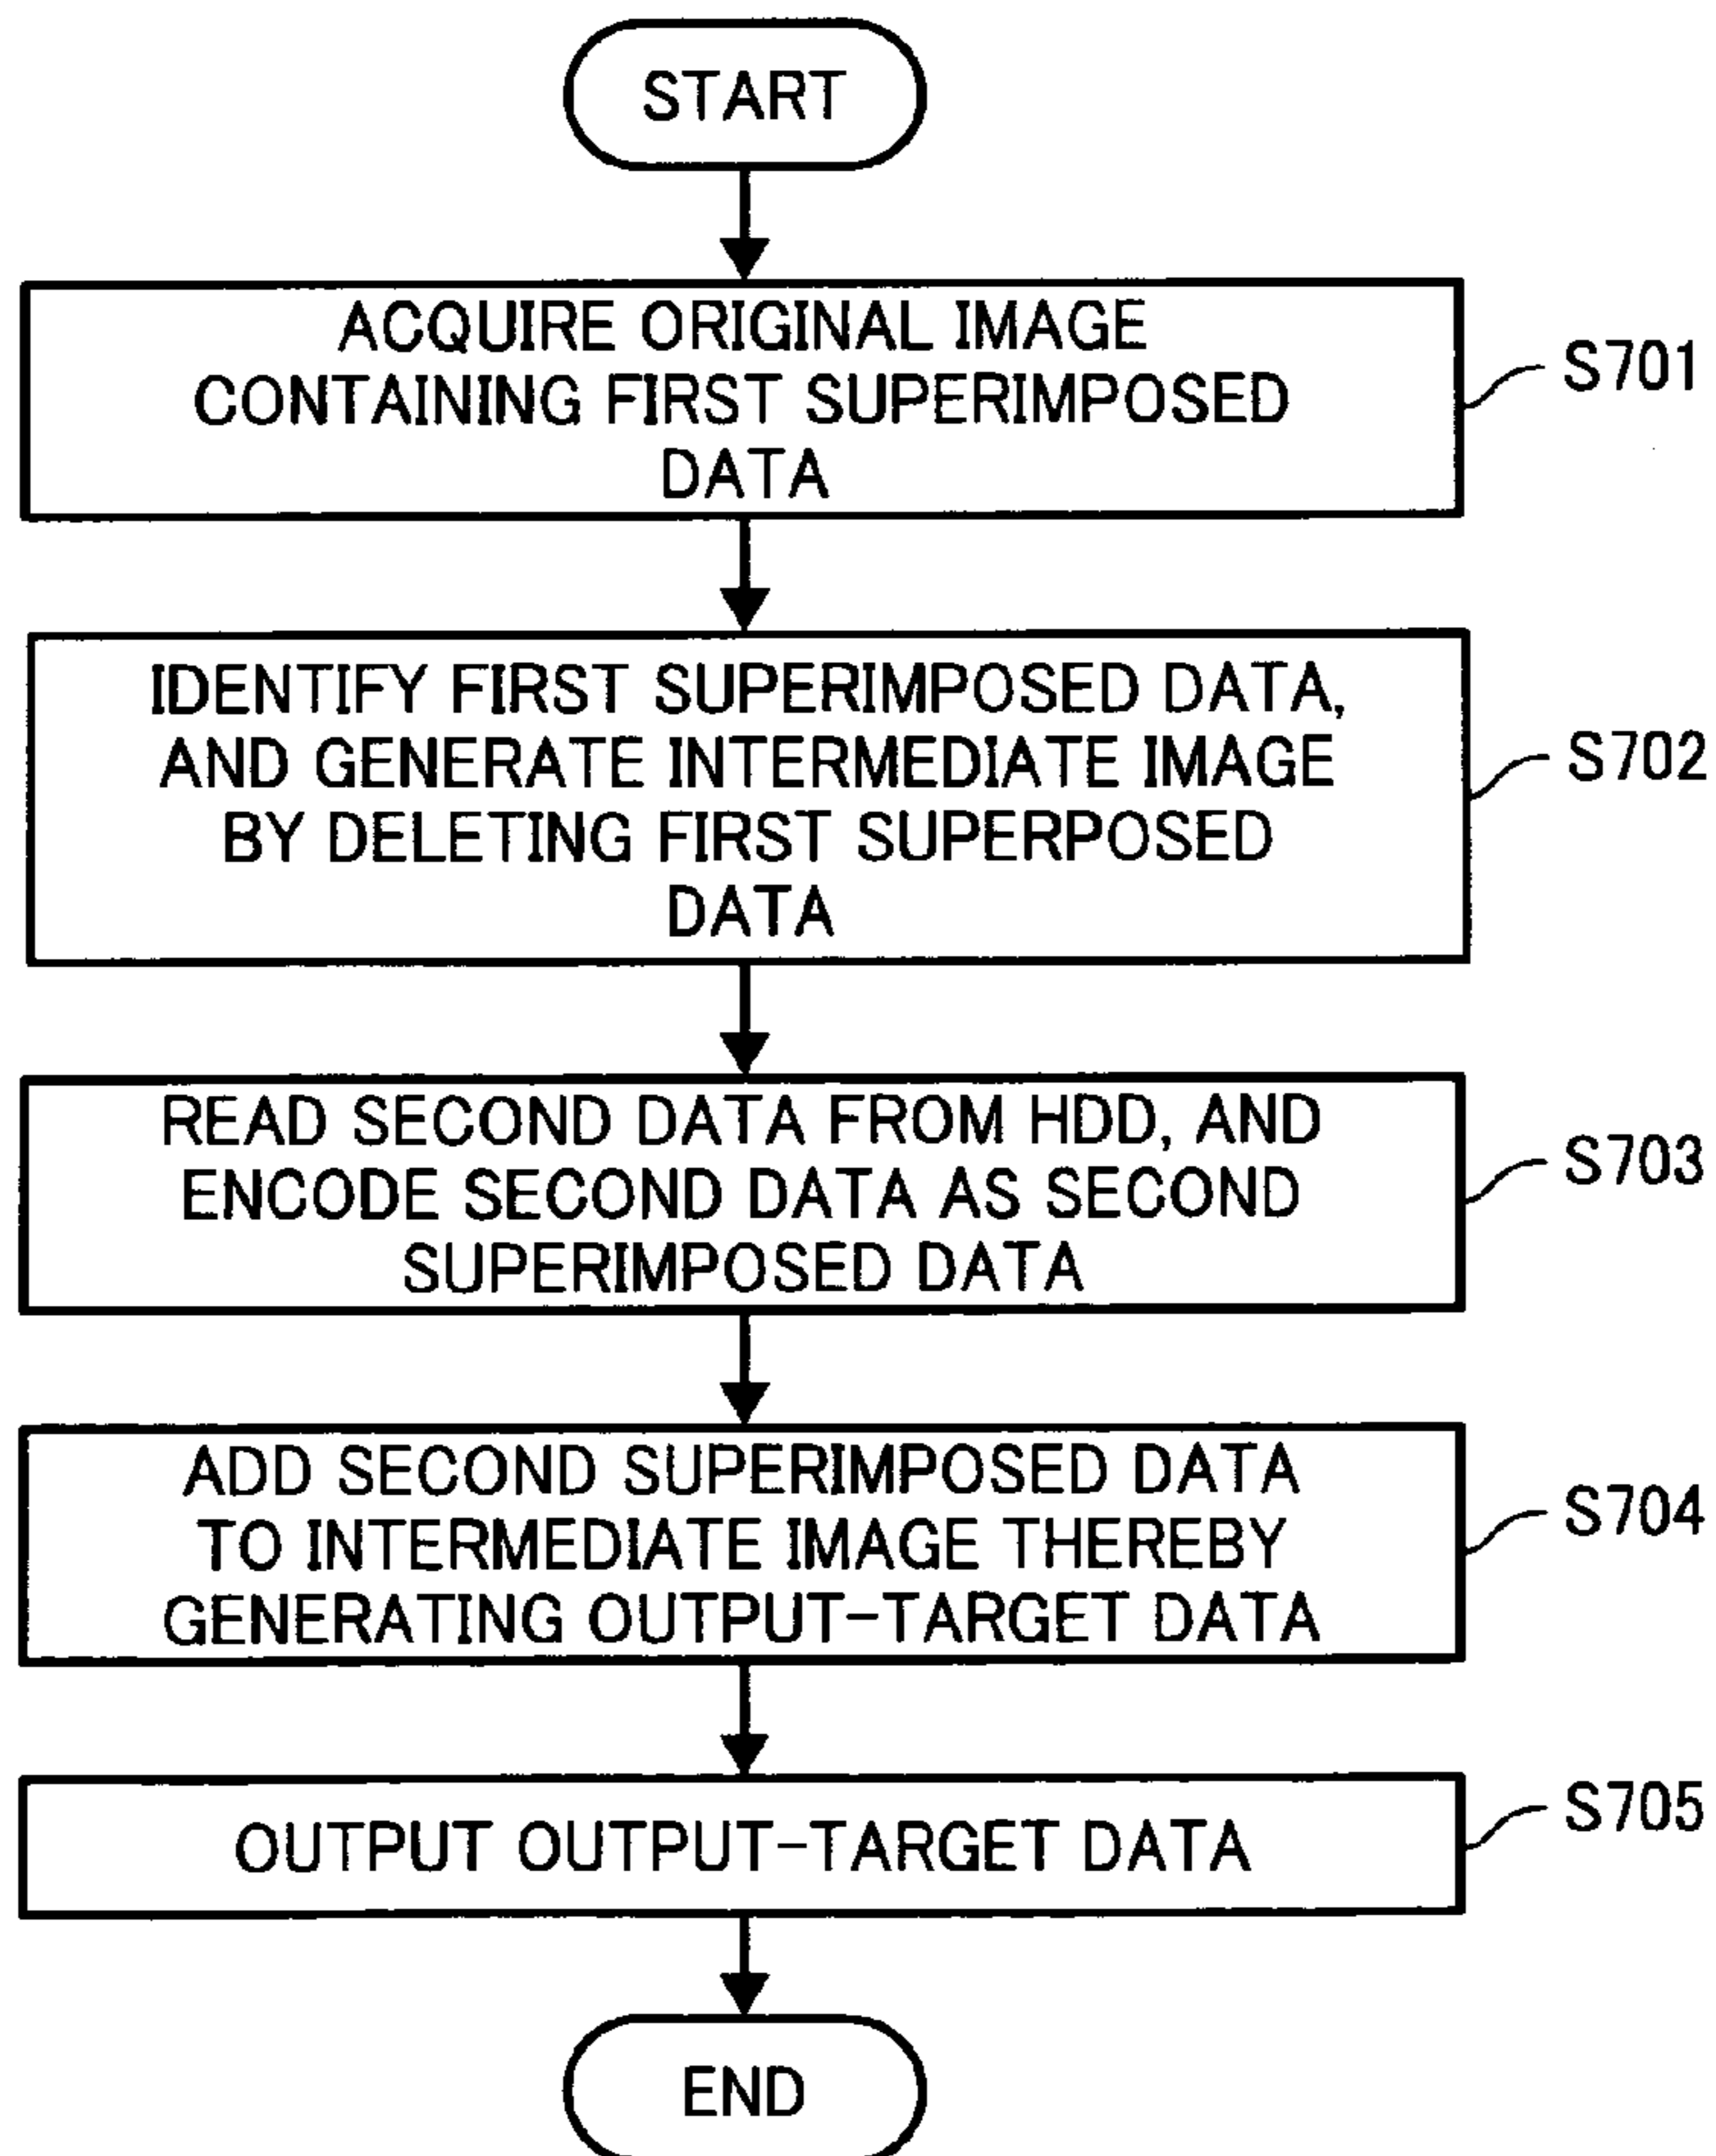 START
ACQUIRE ORIGINAL IMAGE
CONTAINING FIRST SUPERIMPOSED
DATA
S701
IDENTIFY FIRST SUPERIMPOSED DATA,
AND GENERATE INTERMEDIATE IMAGE
BY DELETING FIRST SUPERPOSED
DATA
S702
READ SECOND DATA FROM HDD, AND
ENCODE SECOND DATA AS SECOND
SUPERIMPOSED DATA
S703
ADD SECOND SUPERIMPOSED DATA
TO INTERMEDIATE IMAGE THEREBY
GENERATING OUTPUT-TARGET DATA
S704
OUTPUT OUTPUT-TARGET DATA
S705
END